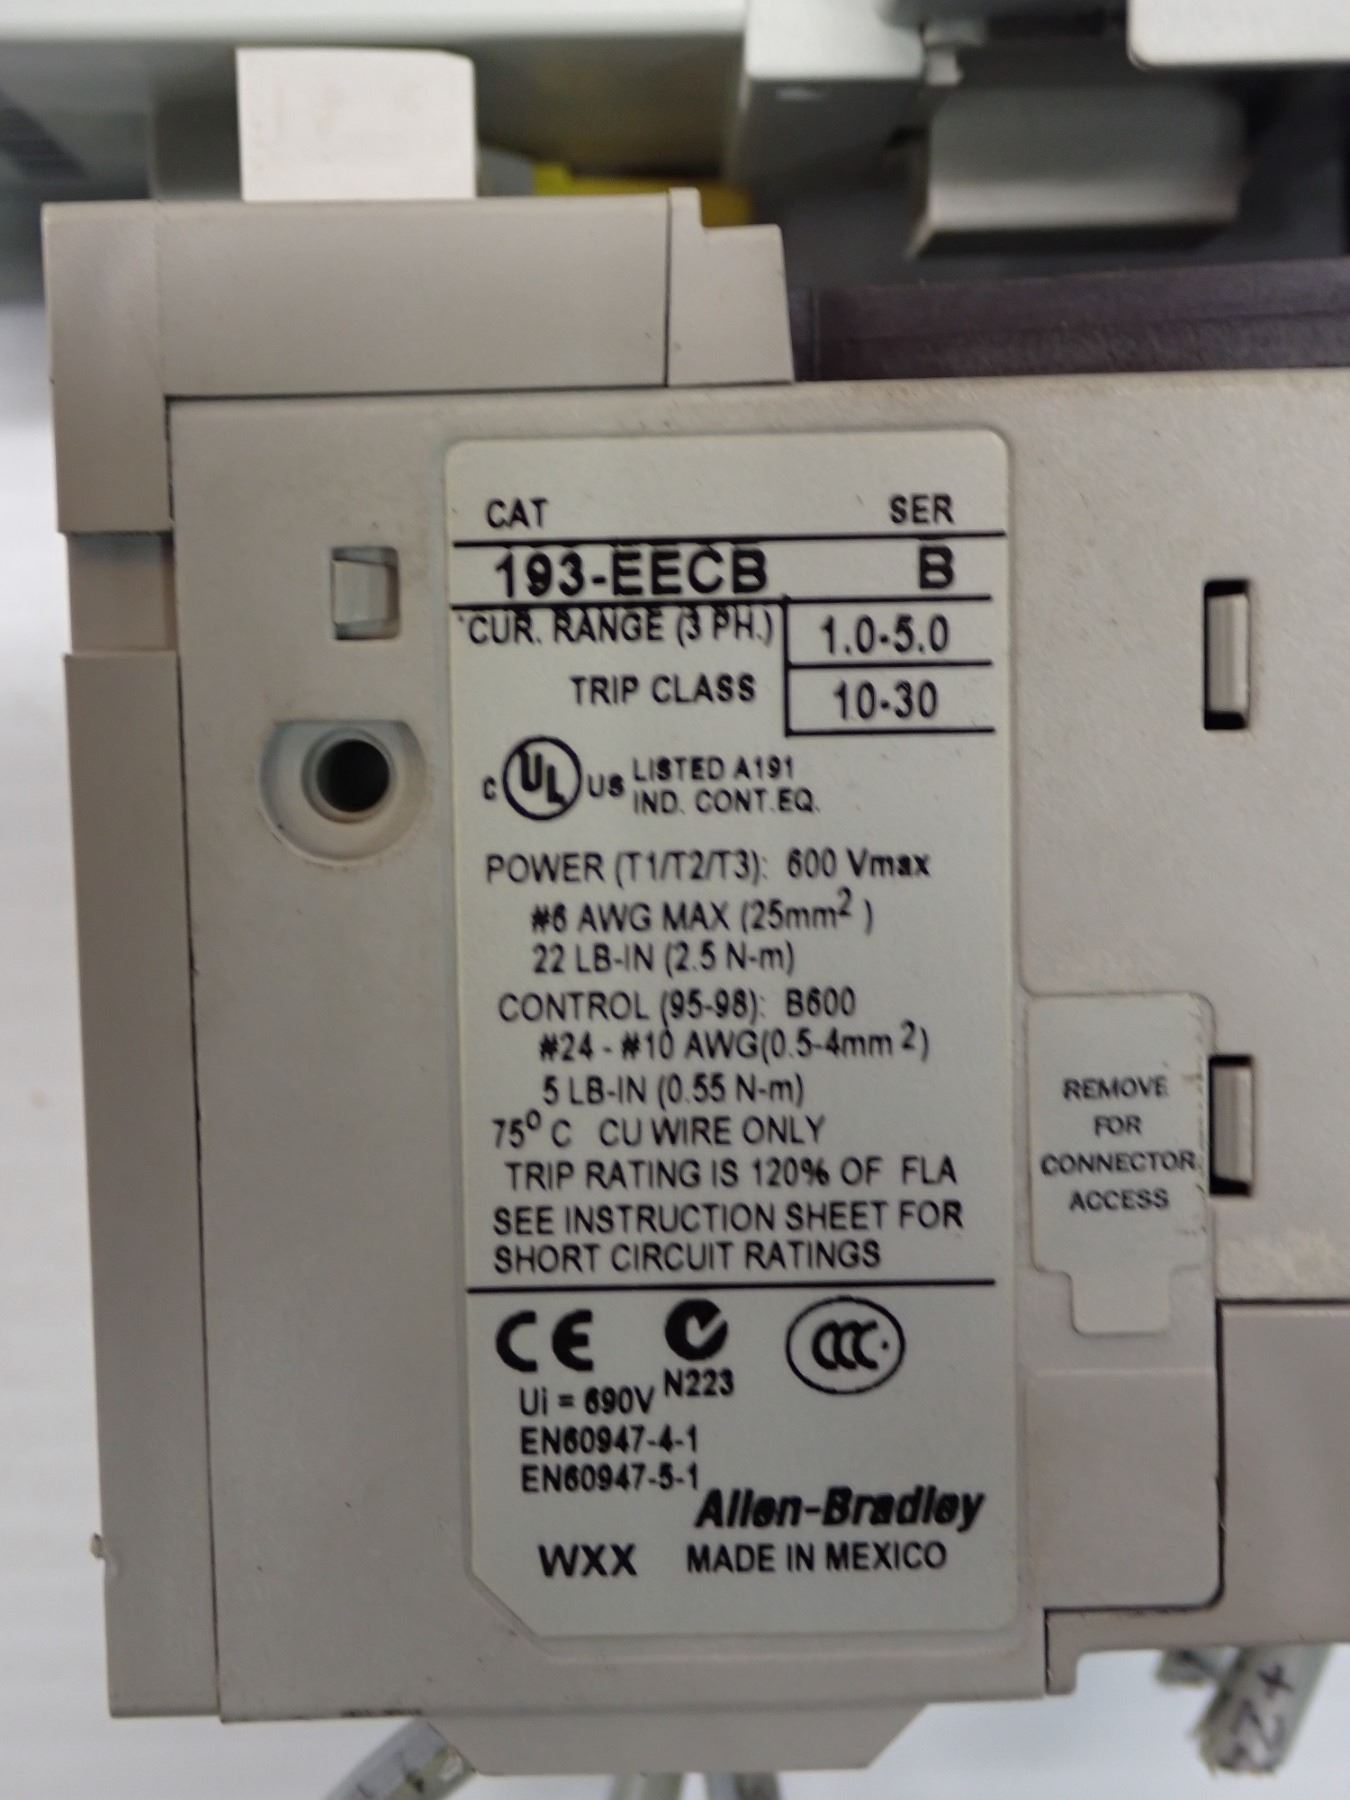 CAT SER
193-EECB B
CUR. RANGE (3 PH.) 1.0-5.0
TRIP CLASS 10-30
C UL US LISTED A191
IND. CONT.EQ.
POWER (T1/T2/T3): 600 Vmax
#6 AWG MAX (25mm²)
22 LB-IN (2.5 N-m)
CONTROL (95-98): B600
#24 - #10 AWG(0.5-4mm²)
5 LB-IN (0.55 N-m)
75° C CU WIRE ONLY
TRIP RATING IS 120% OF FLA
SEE INSTRUCTION SHEET FOR
SHORT CIRCUIT RATINGS
CE CCC
N223
Ui = 690V
EN60947-4-1
EN60947-5-1
Allen-Bradley
WXX MADE IN MEXICO
REMOVE
FOR
CONNECTOR
ACCESS